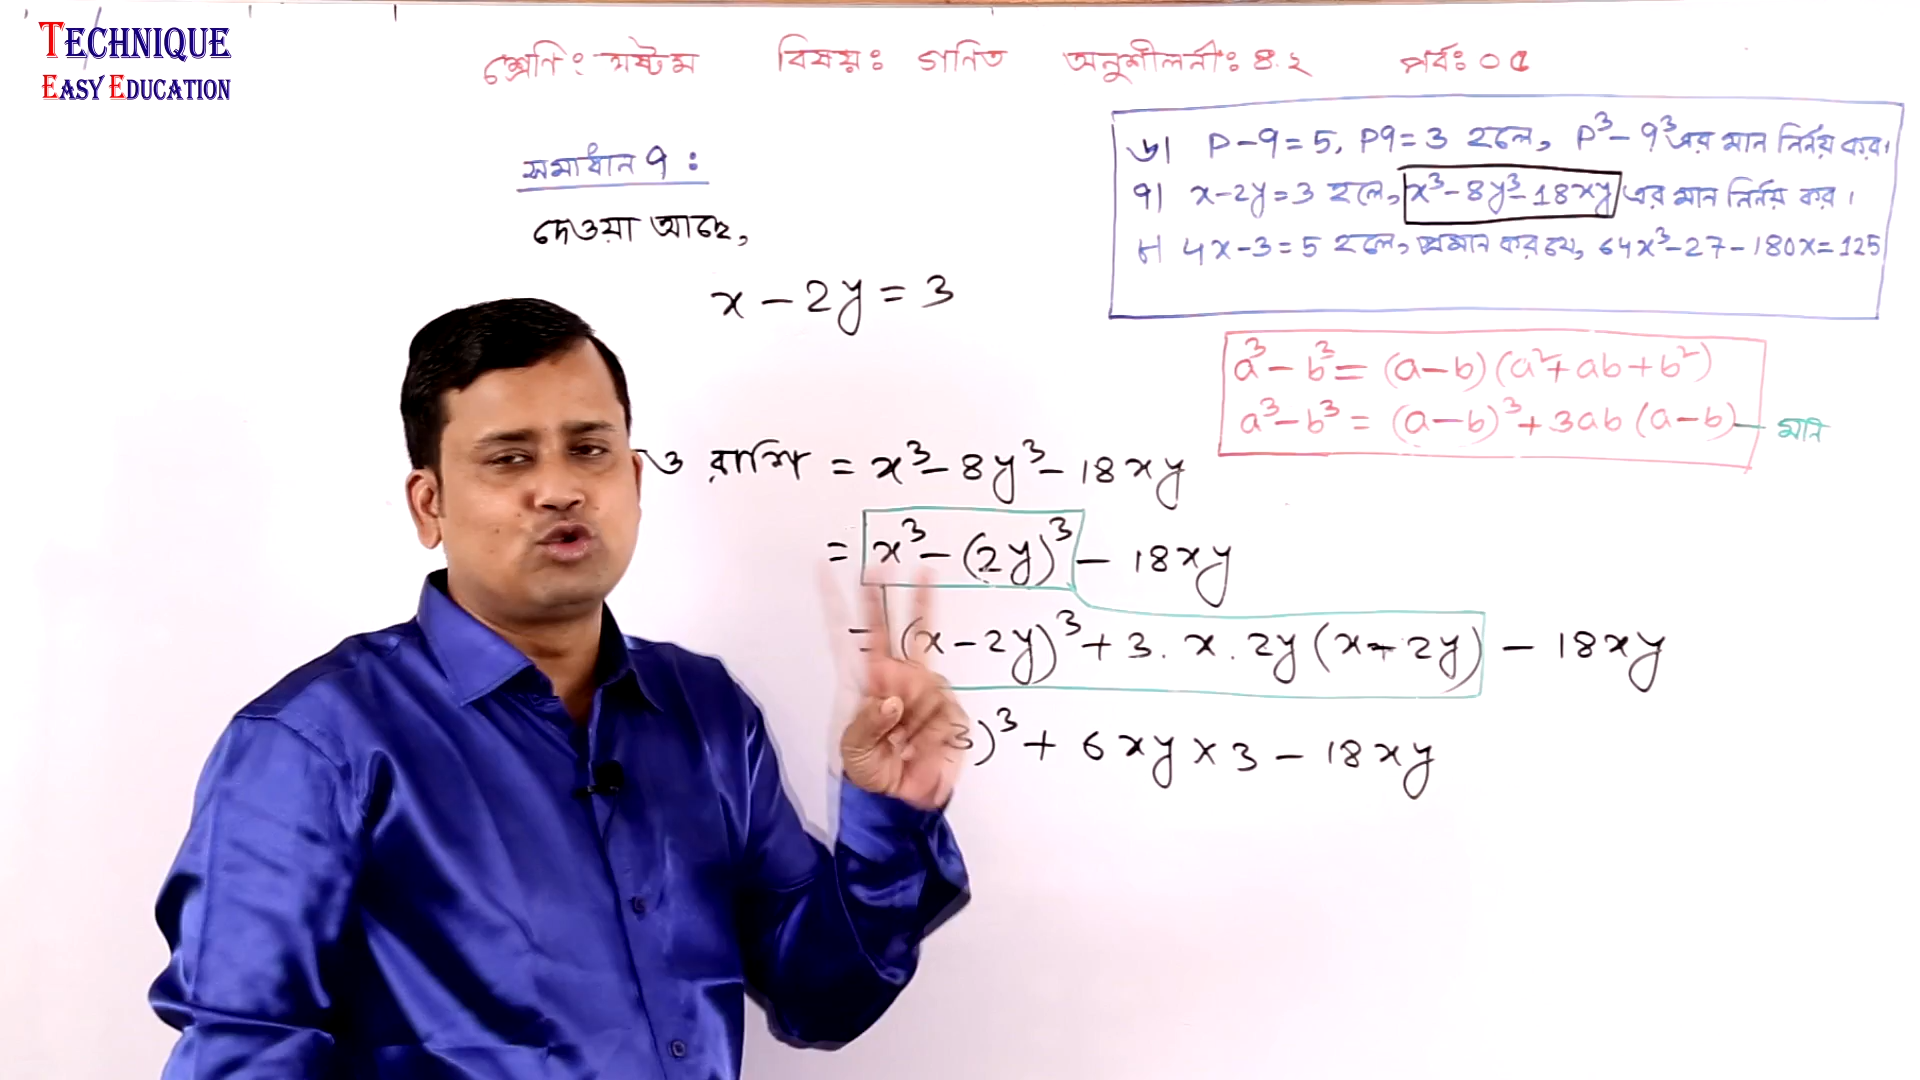 TECHNIQUE
EASY EDUCATION
শ্রেণি: অষ্টম বিষয়ঃ গণিত অনুশীলনীঃ ৪.২ পর্বঃ ০৫
৬। P-q=5, Pq=3 হলে, P³-q³ এর মান নির্নয় কর।
৭। x-2y=3 হলে, x³-8y³-18xy এর মান নির্নয় কর।
৮। 4x-3=5 হলে, প্রমান কর যে, 64x³-27-180x=125
সমাধান ৭ :
দেওয়া আছে,
x-2y=3
a³-b³=(a-b)(a²+ab+b²)
a³-b³=(a-b)³+3ab(a-b) মান
ও রাশি = x³-8y³-18xy
= x³-(2y)³-18xy
= (x-2y)³+3.x.2y(x-2y)-18xy
3)³+6xy×3-18xy